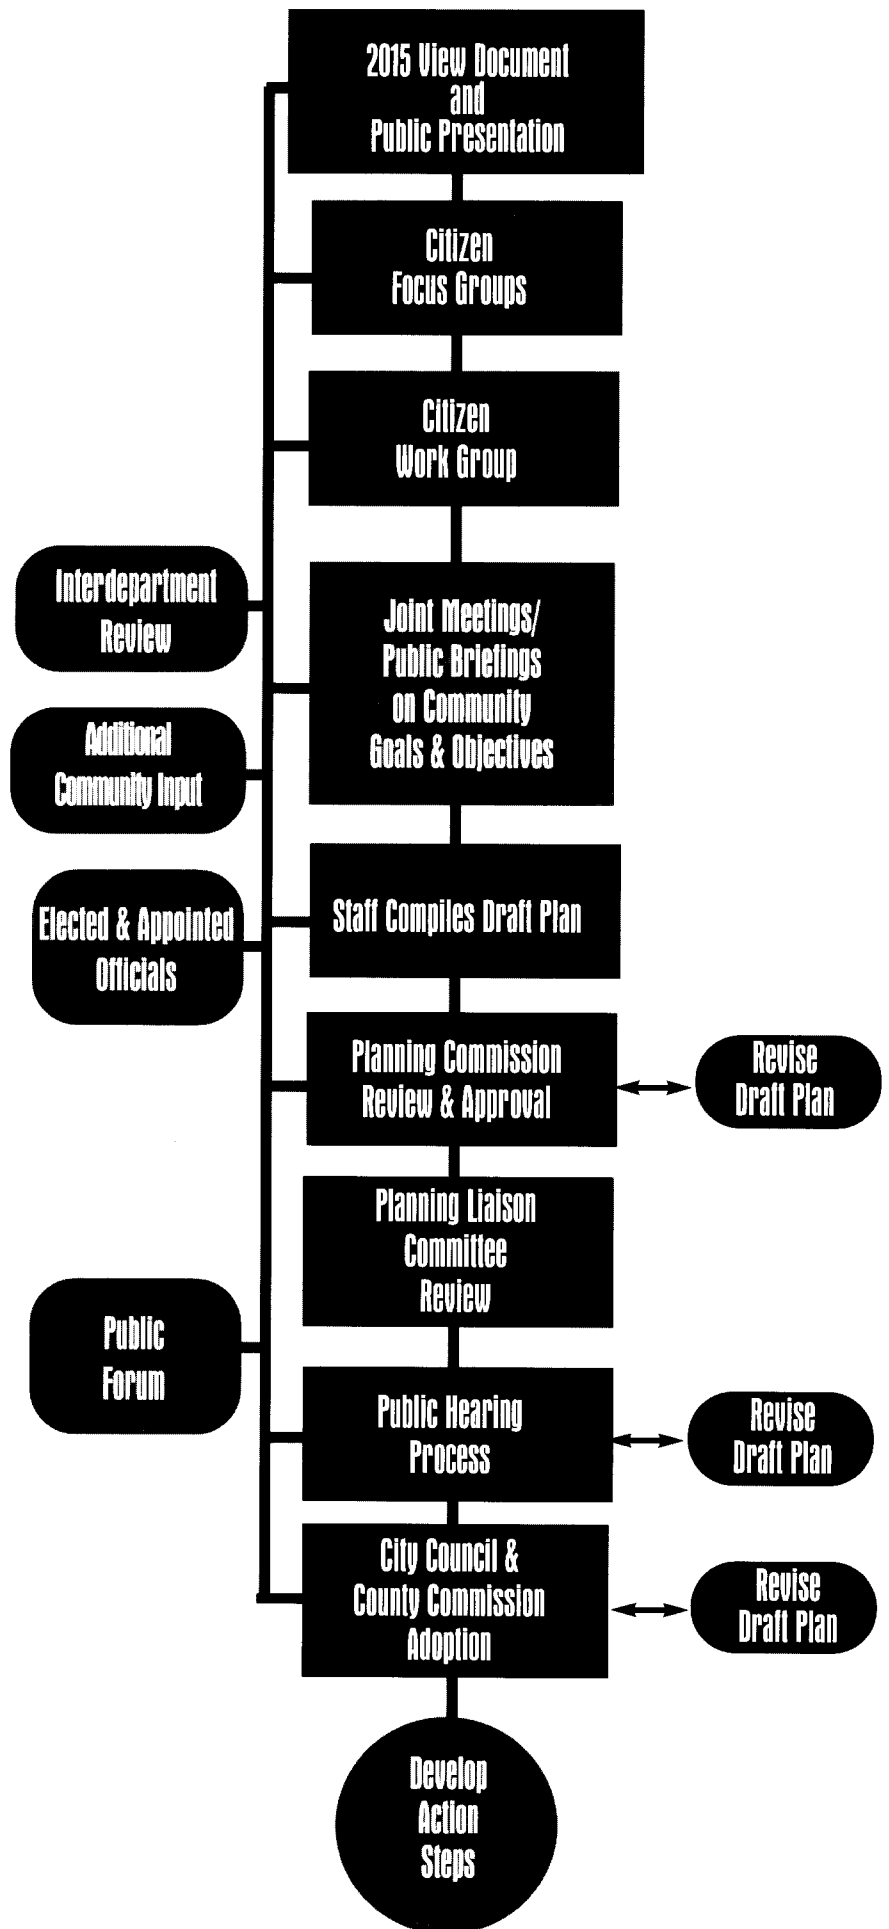 2015 View Document
and
Public Presentation
Citizen
Focus Groups
Citizen
Work Group
Interdepartment
Review
Joint Meetings/
Public Briefings
on Community
Goals & Objectives
Additional
Community Input
Elected & Appointed
Officials
Staff Compiles Draft Plan
Planning Commission
Review & Approval
Revise
Draft Plan
Planning Liaison
Committee
Review
Public
Forum
Public Hearing
Process
Revise
Draft Plan
City Council &
County Commission
Adoption
Revise
Draft Plan
Develop
Action
Steps